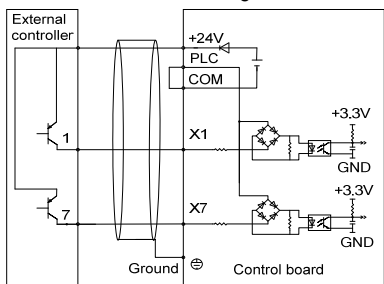 External
controller
+24V
PLC
COM
1
X1
+3.3V
GND
7
X7
+3.3V
GND
Ground
Control board